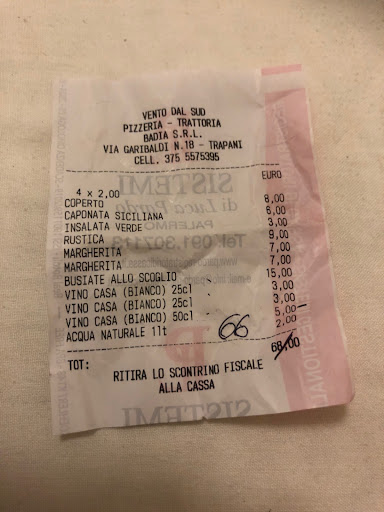 VENTO DAL SUD
PIZZERIA - TRATTORIA
BADIA S.R.L.
VIA GARIBALDI N.18 - TRAPANI
CELL. 375 5575395
EURO
4 x 2,00
COPERTO 8,00
CAPONATA SICILIANA 6,00
INSALATA VERDE 3,00
RUSTICA 9,00
MARGHERITA 7,00
MARGHERITA 7,00
BUSIATE ALLO SCOGLIO 15,00
VINO CASA (BIANCO) 25cl 3,00
VINO CASA (BIANCO) 25cl 3,00
VINO CASA (BIANCO) 50cl 5,00
ACQUA NATURALE 1lt 2,00
66
TOT: 68,00
RITIRA LO SCONTRINO FISCALE
ALLA CASSA